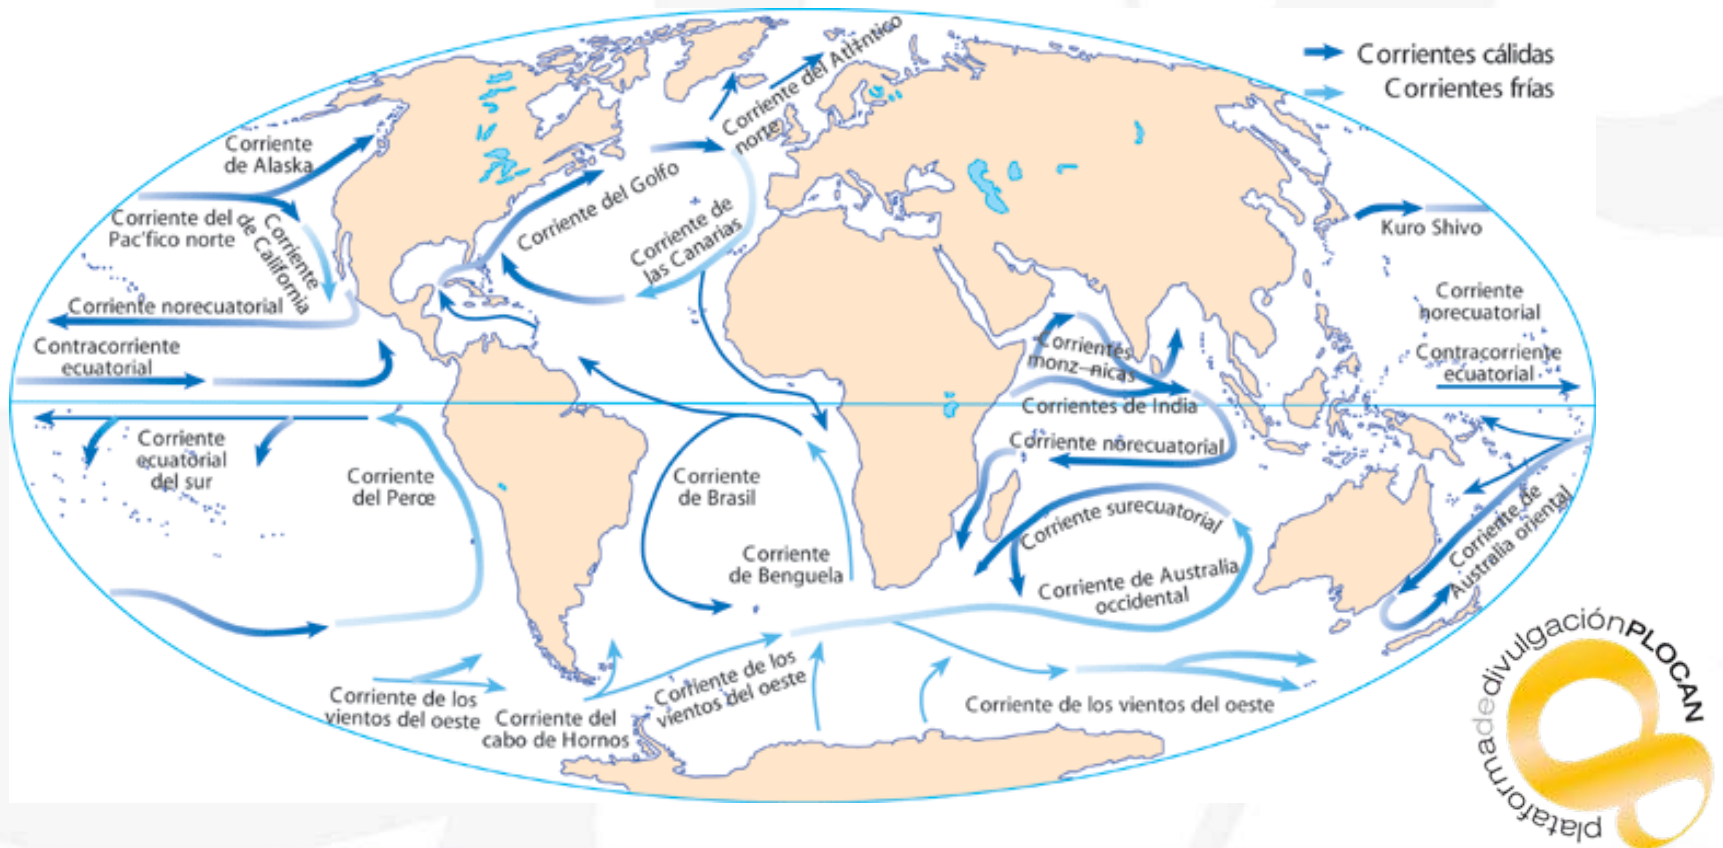 Corrientes cálidas
Corrientes frías
Corriente del Atlntico
norte
Corriente
de Alaska
Corriente del
Pac'fico norte
Corriente
de California
Corriente del Golfo
Corriente de
las Canarias
Kuro Shivo
Corriente norecuatorial
Contracorriente
ecuatorial
Corriente
norecuatorial
Contracorriente
ecuatorial
Corrientes
monz–nicas
Corrientes de India
Corriente norecuatorial
Corriente
ecuatorial
del sur
Corriente
del Perœ
Corriente
de Brasil
Corriente
de Benguela
Corriente surecuatorial
Corriente de Australia
occidental
Corriente de
Australia oriental
Corriente de los
vientos del oeste
Corriente del
cabo de Hornos
Corriente de los
vientos del oeste
Corriente de los vientos del oeste
plataformadedivulgaciónPLOCAN